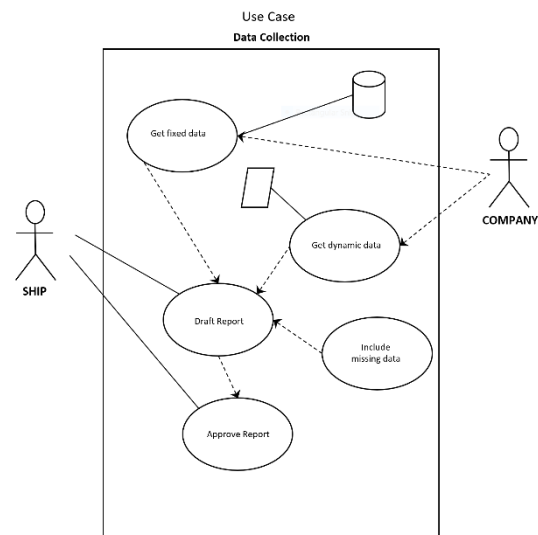 Use Case
Data Collection
Get fixed data
COMPANY
Get dynamic data
SHIP
Draft Report
Include
missing data
Approve Report